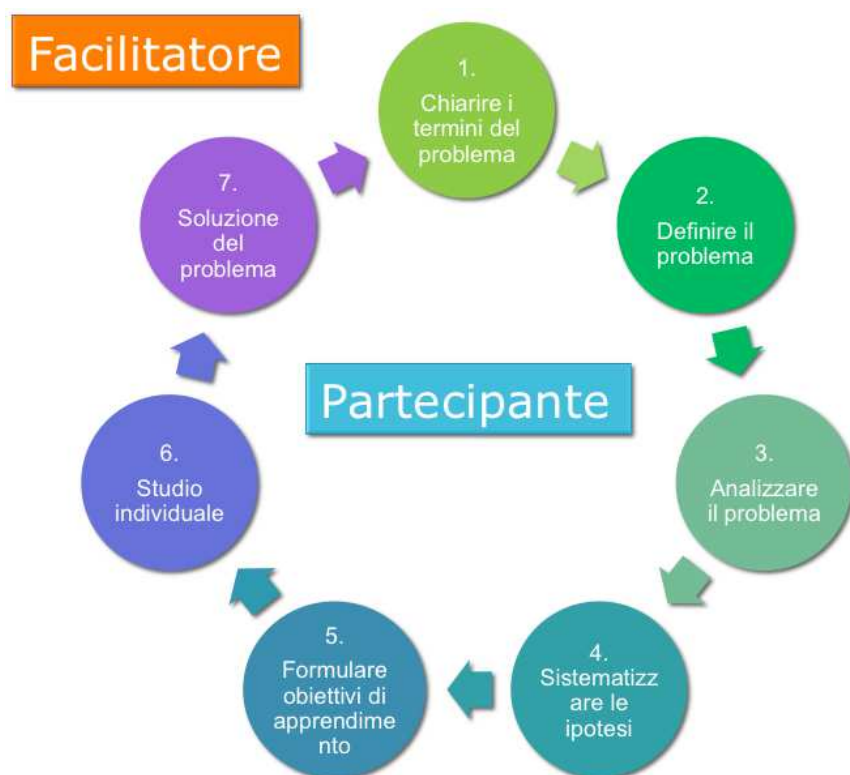 Facilitatore
1.
Chiarire i
termini del
problema
2.
Definire il
problema
3.
Analizzare
il problema
4.
Sistematizz
are le
ipotesi
5.
Formulare
obiettivi di
apprendime
nto
6.
Studio
individuale
7.
Soluzione
del
problema
Partecipante